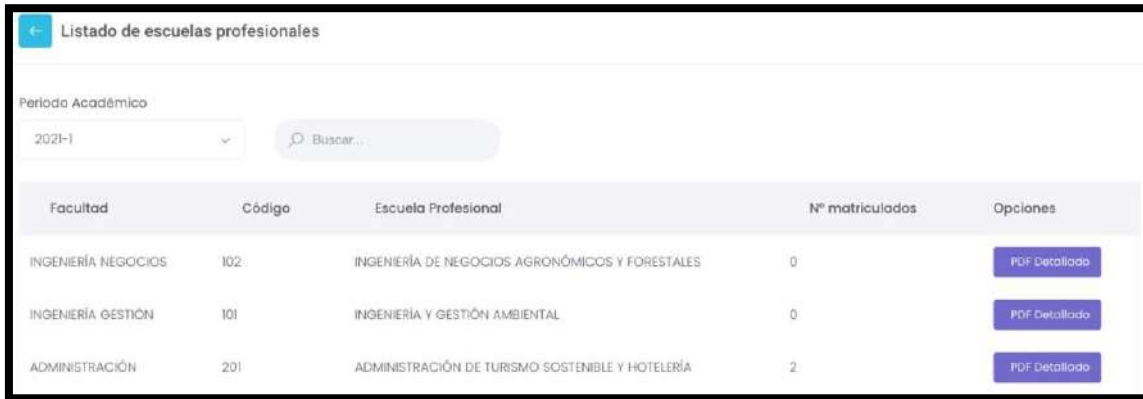 Listado de escuelas profesionales
Periodo Académico
2021-1
Buscar...
Facultad Código Escuela Profesional Nº matriculados Opciones
INGENIERÍA NEGOCIOS 102 INGENIERÍA DE NEGOCIOS AGRONÓMICOS Y FORESTALES 0 PDF Detallado
INGENIERÍA GESTIÓN 101 INGENIERÍA Y GESTIÓN AMBIENTAL 0 PDF Detallado
ADMINISTRACIÓN 201 ADMINISTRACIÓN DE TURISMO SOSTENIBLE Y HOTELERÍA 2 PDF Detallado